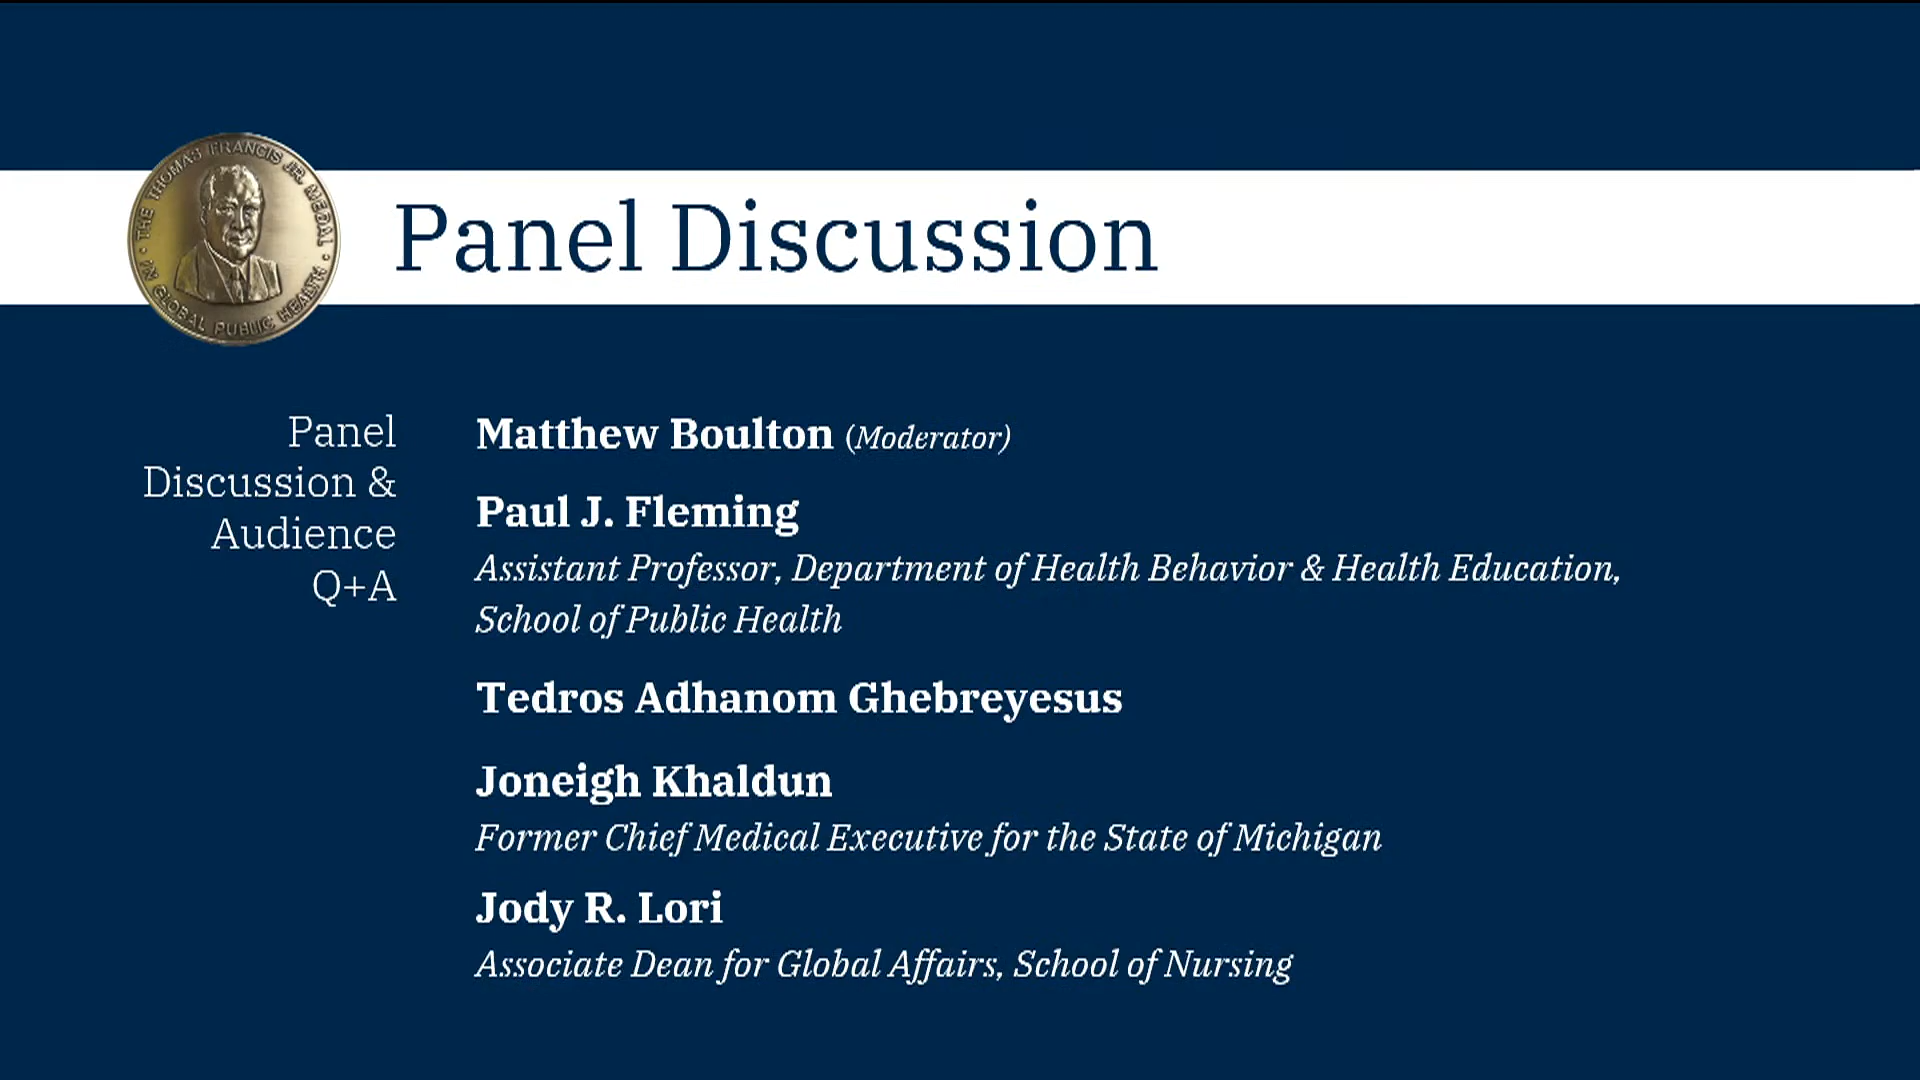 THE THOMAS FRANCIS JR. MEDAL
IN GLOBAL PUBLIC HEALTH
Panel Discussion
Panel
Discussion &
Audience
Q+A
Matthew Boulton (Moderator)
Paul J. Fleming
Assistant Professor, Department of Health Behavior & Health Education,
School of Public Health
Tedros Adhanom Ghebreyesus
Joneigh Khaldun
Former Chief Medical Executive for the State of Michigan
Jody R. Lori
Associate Dean for Global Affairs, School of Nursing